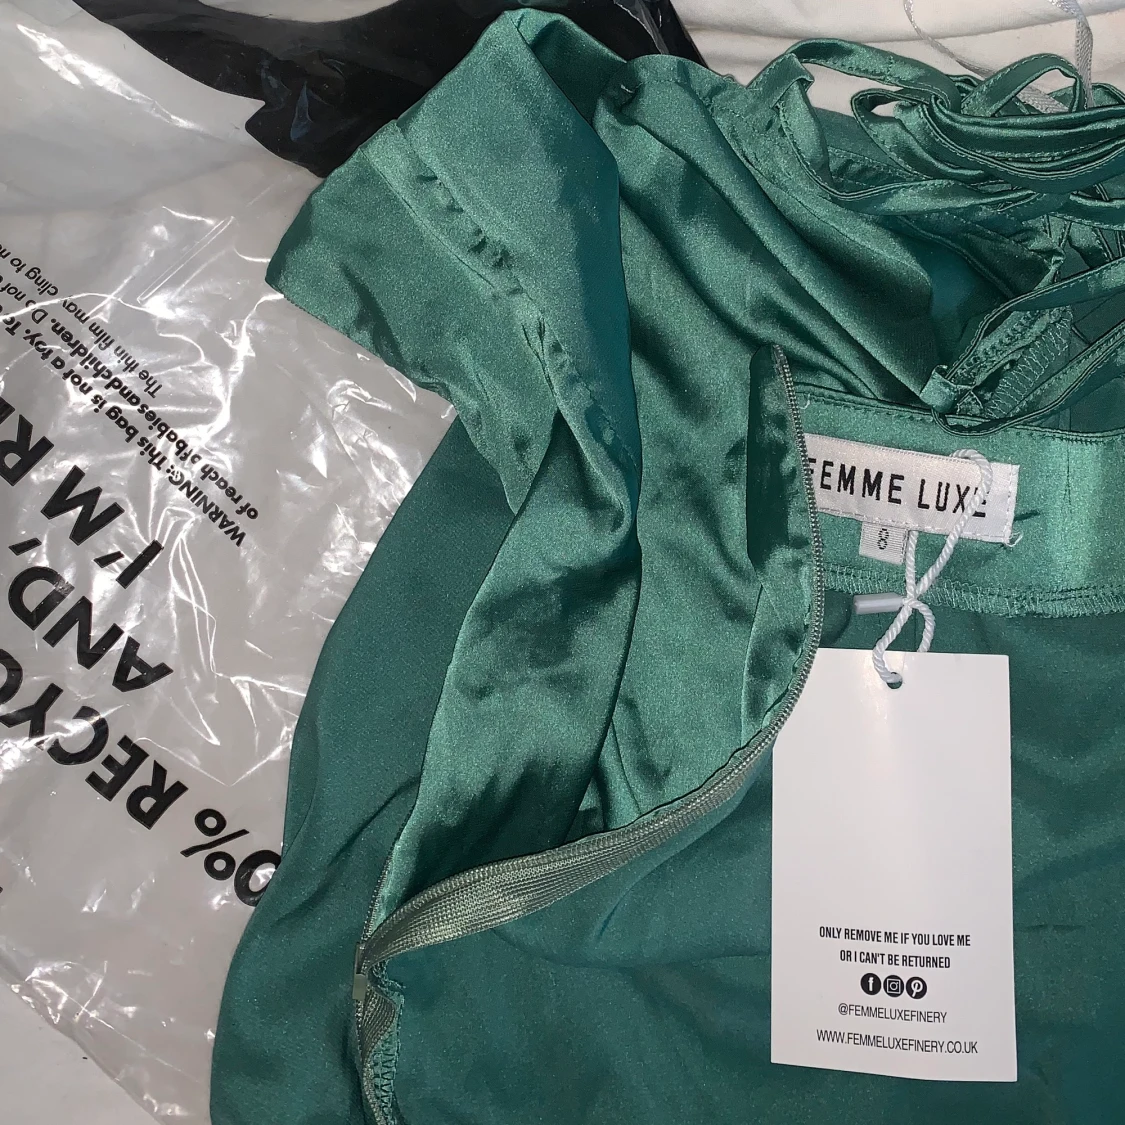 WARNING: This bag is not a toy. To
of reach of babies and children. Do not
The thin film may cling to
I'M
AND
0% RECYC
FEMME LUXE
8
ONLY REMOVE ME IF YOU LOVE ME
OR I CAN'T BE RETURNED
@FEMMELUXEFINERY
WWW.FEMMELUXEFINERY.CO.UK